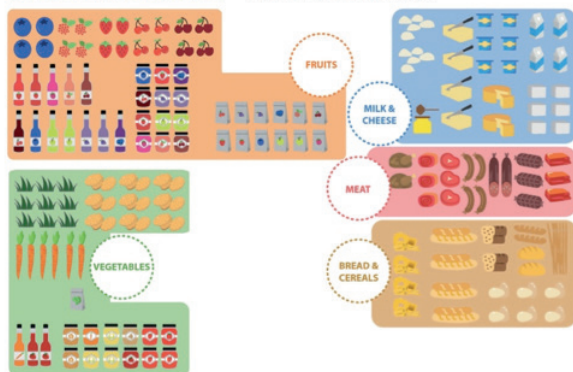 FRUITS
MILK &
CHEESE
MEAT
VEGETABLES
BREAD &
CEREALS